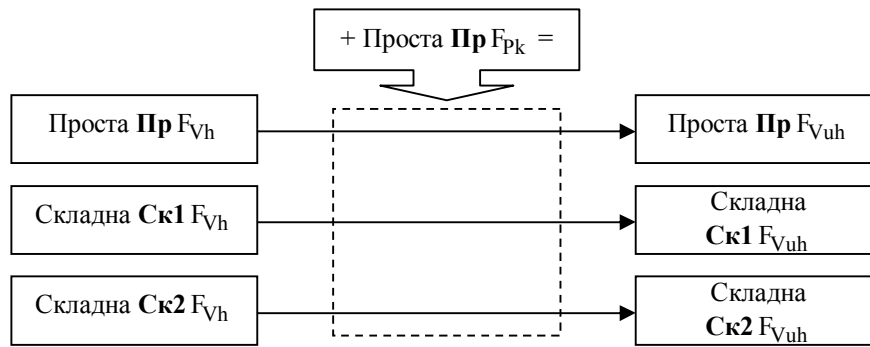 + Проста Пр F_Pk =
Проста Пр F_Vh
Проста Пр F_Vuh
Складна Ск1 F_Vh
Складна
Ск1 F_Vuh
Складна Ск2 F_Vh
Складна
Ск2 F_Vuh